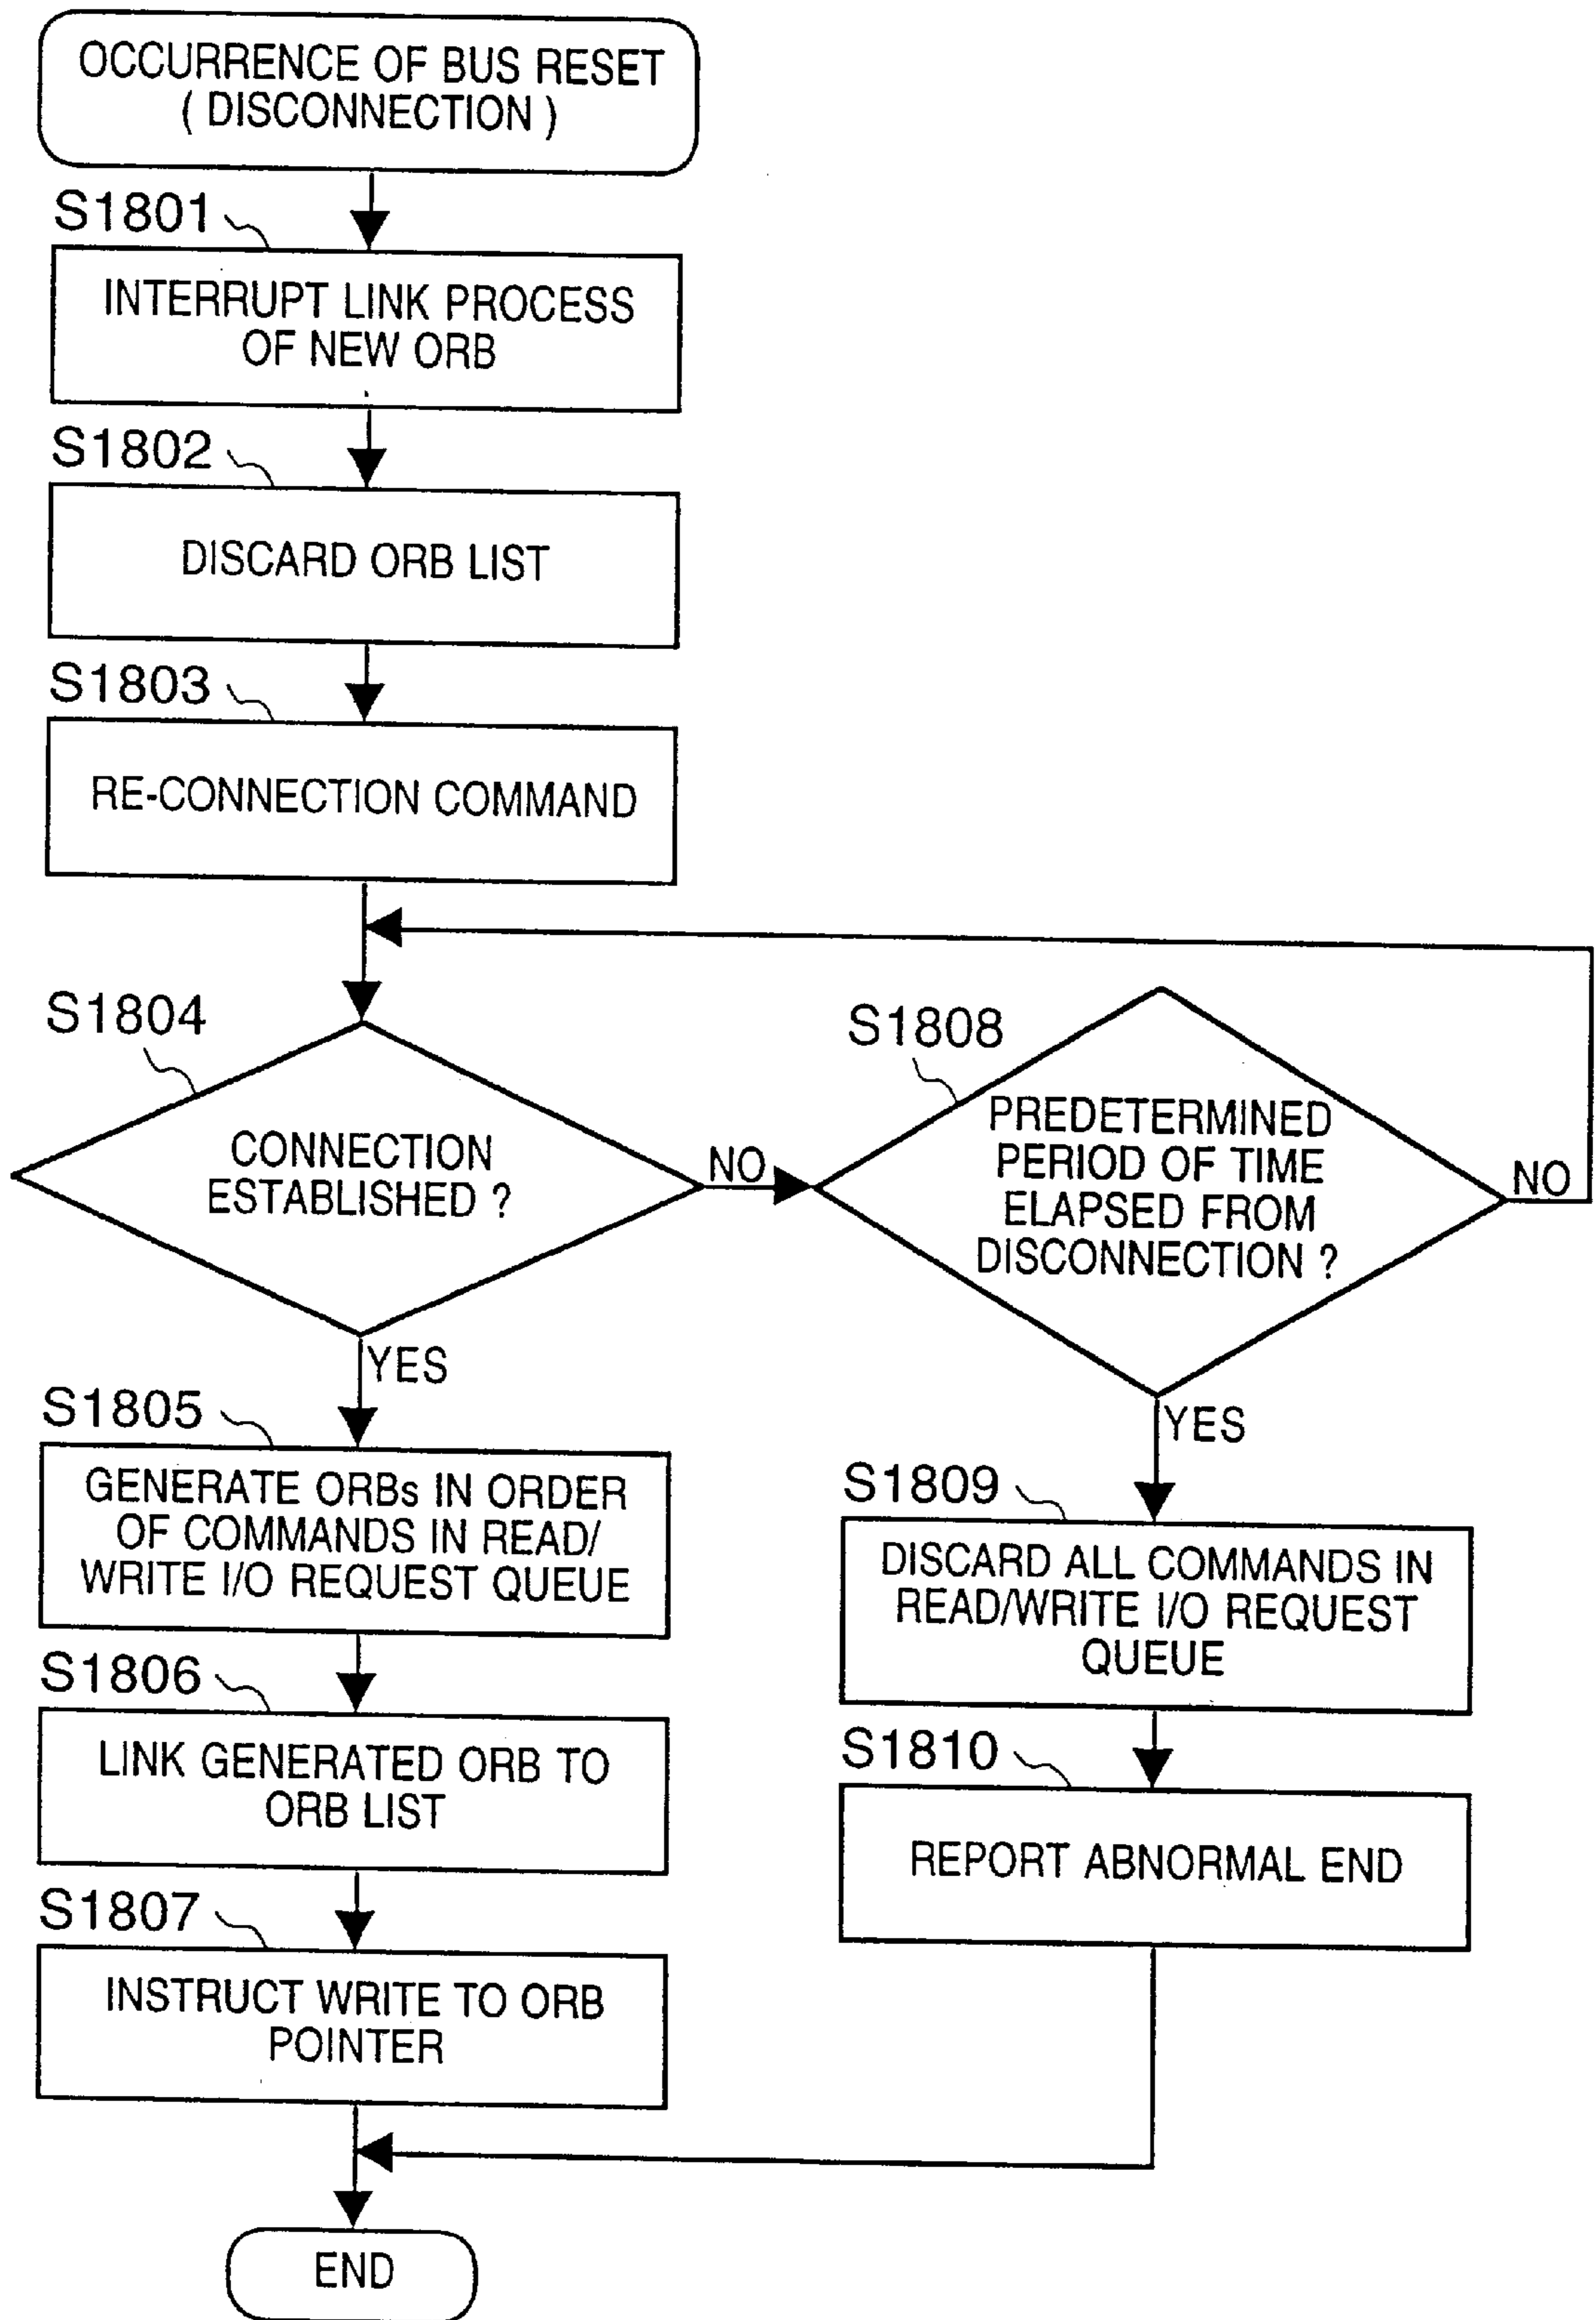 OCCURRENCE OF BUS RESET
( DISCONNECTION )
S1801
INTERRUPT LINK PROCESS
OF NEW ORB
S1802
DISCARD ORB LIST
S1803
RE-CONNECTION COMMAND
S1804
CONNECTION
ESTABLISHED ?
NO
YES
S1808
PREDETERMINED
PERIOD OF TIME
ELAPSED FROM
DISCONNECTION ?
NO
YES
S1805
GENERATE ORBs IN ORDER
OF COMMANDS IN READ/
WRITE I/O REQUEST QUEUE
S1806
LINK GENERATED ORB TO
ORB LIST
S1807
INSTRUCT WRITE TO ORB
POINTER
S1809
DISCARD ALL COMMANDS IN
READ/WRITE I/O REQUEST
QUEUE
S1810
REPORT ABNORMAL END
END